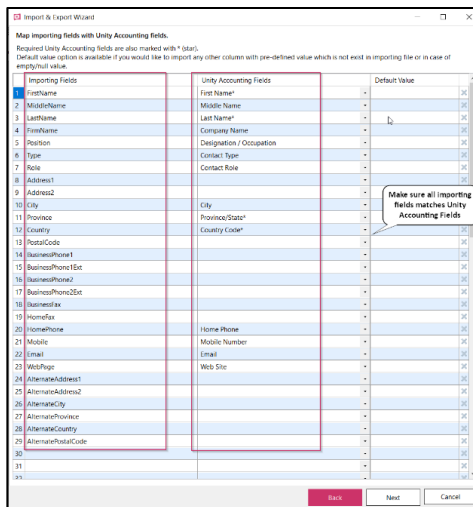 Import & Export Wizard
Map importing fields with Unity Accounting fields.
Required Unity Accounting fields are also marked with * (star).
Default value option is available if you would like to import any other column with pre-defined value which is not exist in importing file or in case of
empty/null value.
Importing Fields Unity Accounting Fields Default Value
1 FirstName First Name*
2 MiddleName Middle Name
3 LastName Last Name*
4 FirmName Company Name
5 Position Designation / Occupation
6 Type Contact Type
7 Role Contact Role
8 Address1
9 Address2
10 City City
11 Province Province/State*
12 Country Country Code*
13 PostalCode
14 BusinessPhone1
15 BusinessPhone1Ext
16 BusinessPhone2
17 BusinessPhone2Ext
18 BusinessFax
19 HomeFax
20 HomePhone Home Phone
21 Mobile Mobile Number
22 Email Email
23 WebPage Web Site
24 AlternateAddress1
25 AlternateAddress2
26 AlternateCity
27 AlternateProvince
28 AlternateCountry
29 AlternatePostalCode
30
31
32
Make sure all importing
fields matches Unity
Accounting Fields
Back Next Cancel